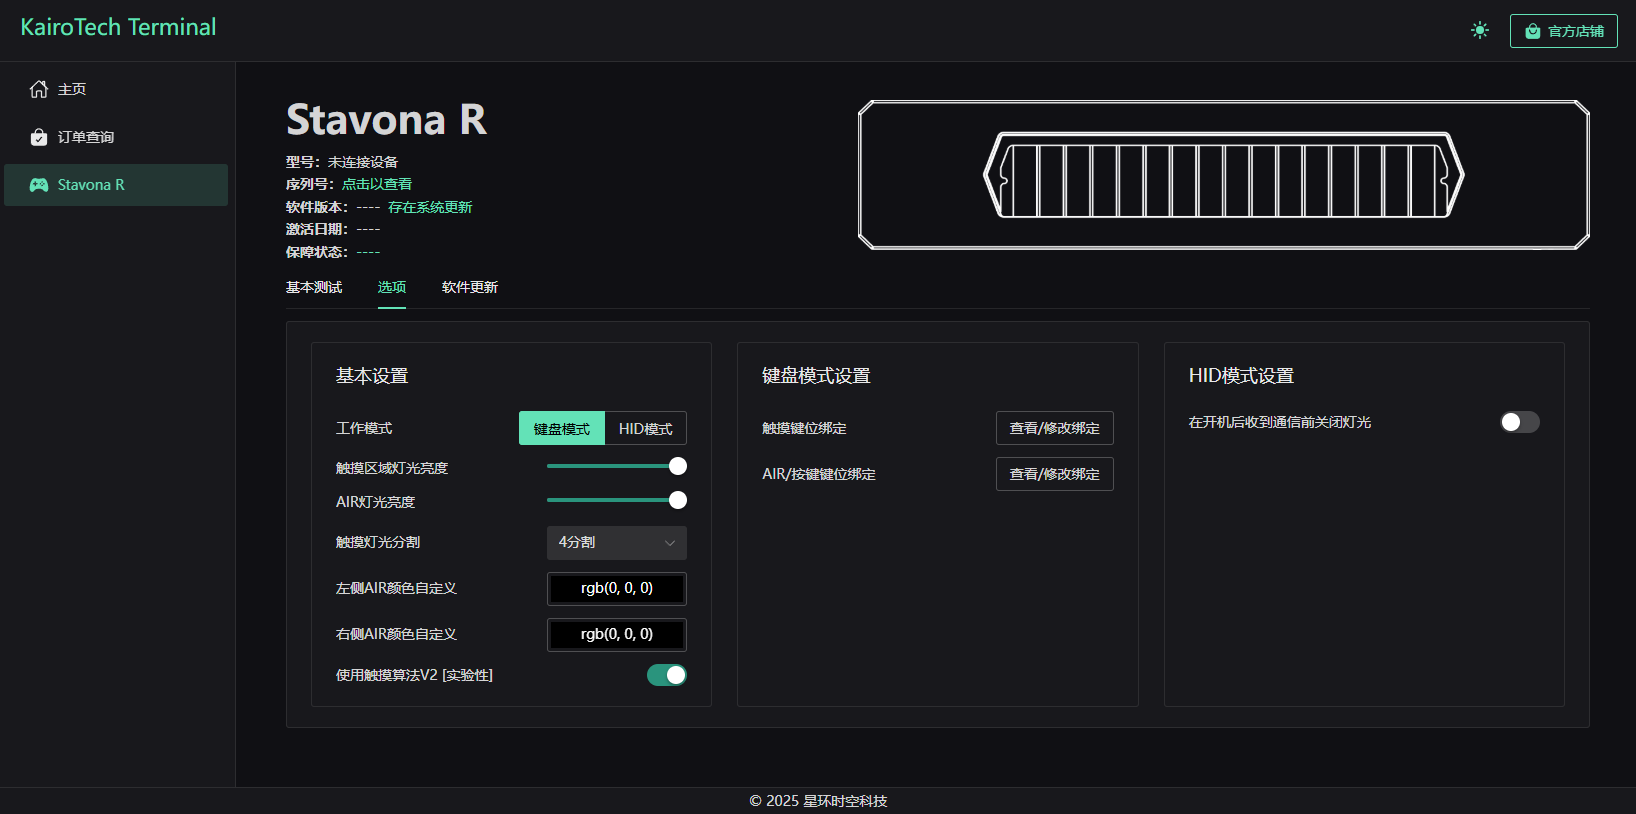 KairoTech Terminal
官方店铺
主页
订单查询
Stavona R
Stavona R
型号：未连接设备
序列号：点击以查看
软件版本：---- 存在系统更新
激活日期：----
保障状态：----
基本测试 选项 软件更新
基本设置
工作模式 键盘模式 HID模式
触摸区域灯光亮度
AIR灯光亮度
触摸灯光分割 4分割
左侧AIR颜色自定义 rgb(0, 0, 0)
右侧AIR颜色自定义 rgb(0, 0, 0)
使用触摸算法V2 [实验性]
键盘模式设置
触摸键位绑定 查看/修改绑定
AIR/按键键位绑定 查看/修改绑定
HID模式设置
在开机后收到通信前关闭灯光
© 2025 星环时空科技